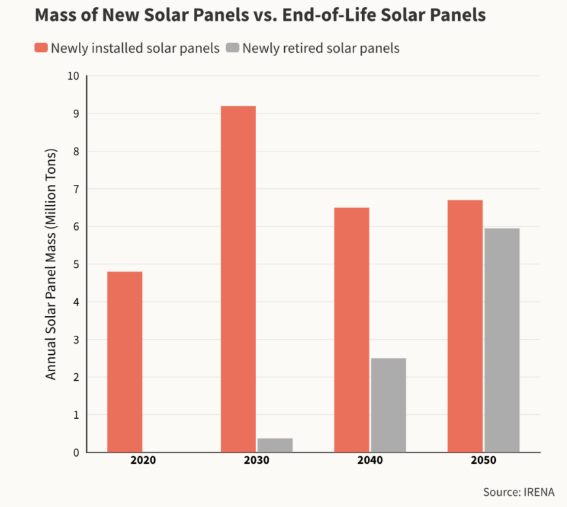 Mass of New Solar Panels vs. End-of-Life Solar Panels
Newly installed solar panels Newly retired solar panels
Annual Solar Panel Mass (Million Tons)
10
9
8
7
6
5
4
3
2
1
0
2020 2030 2040 2050
Source: IRENA